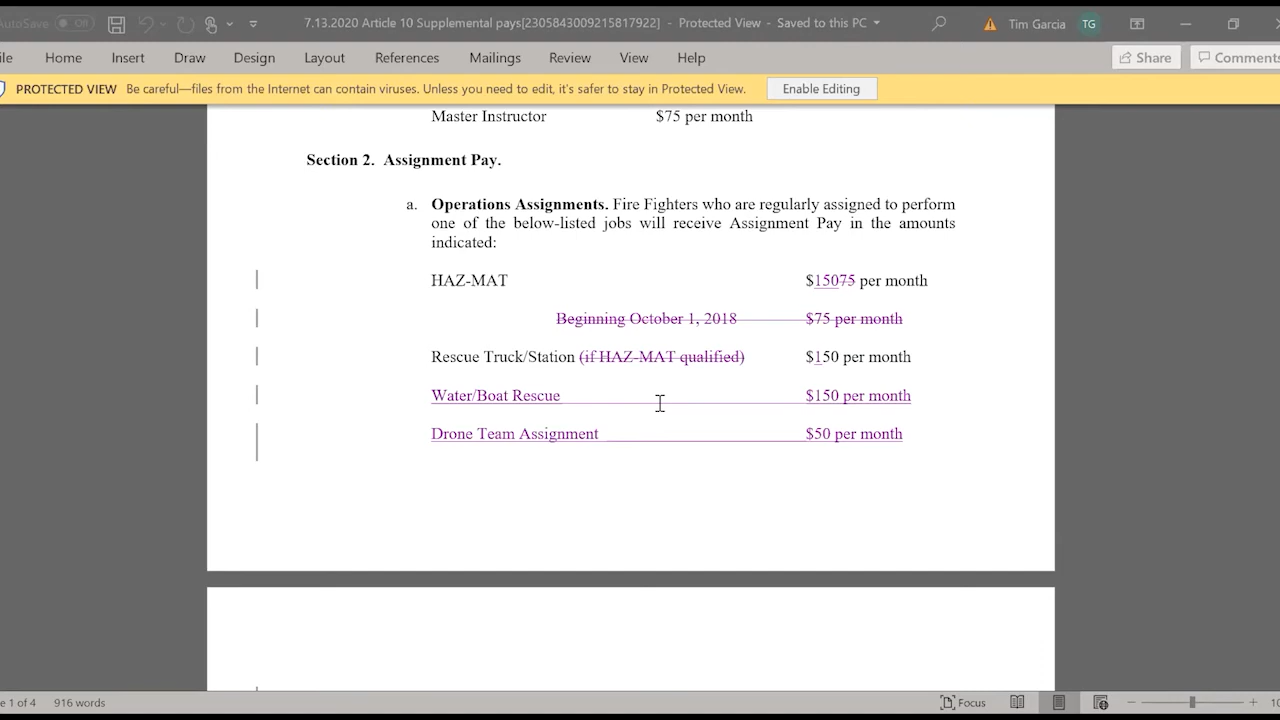 AutoSave Off 7.13.2020 Article 10 Supplemental pays[2305843009215817922] - Protected View - Saved to this PC Tim Garcia TG
ile Home Insert Draw Design Layout References Mailings Review View Help Share Comments
PROTECTED VIEW Be careful—files from the Internet can contain viruses. Unless you need to edit, it's safer to stay in Protected View. Enable Editing
Master Instructor $75 per month
Section 2. Assignment Pay.
a. Operations Assignments. Fire Fighters who are regularly assigned to perform
one of the below-listed jobs will receive Assignment Pay in the amounts
indicated:
HAZ-MAT $15075 per month
Beginning October 1, 2018 $75 per month
Rescue Truck/Station (if HAZ-MAT qualified) $150 per month
Water/Boat Rescue $150 per month
Drone Team Assignment $50 per month
e 1 of 4 916 words Focus 10